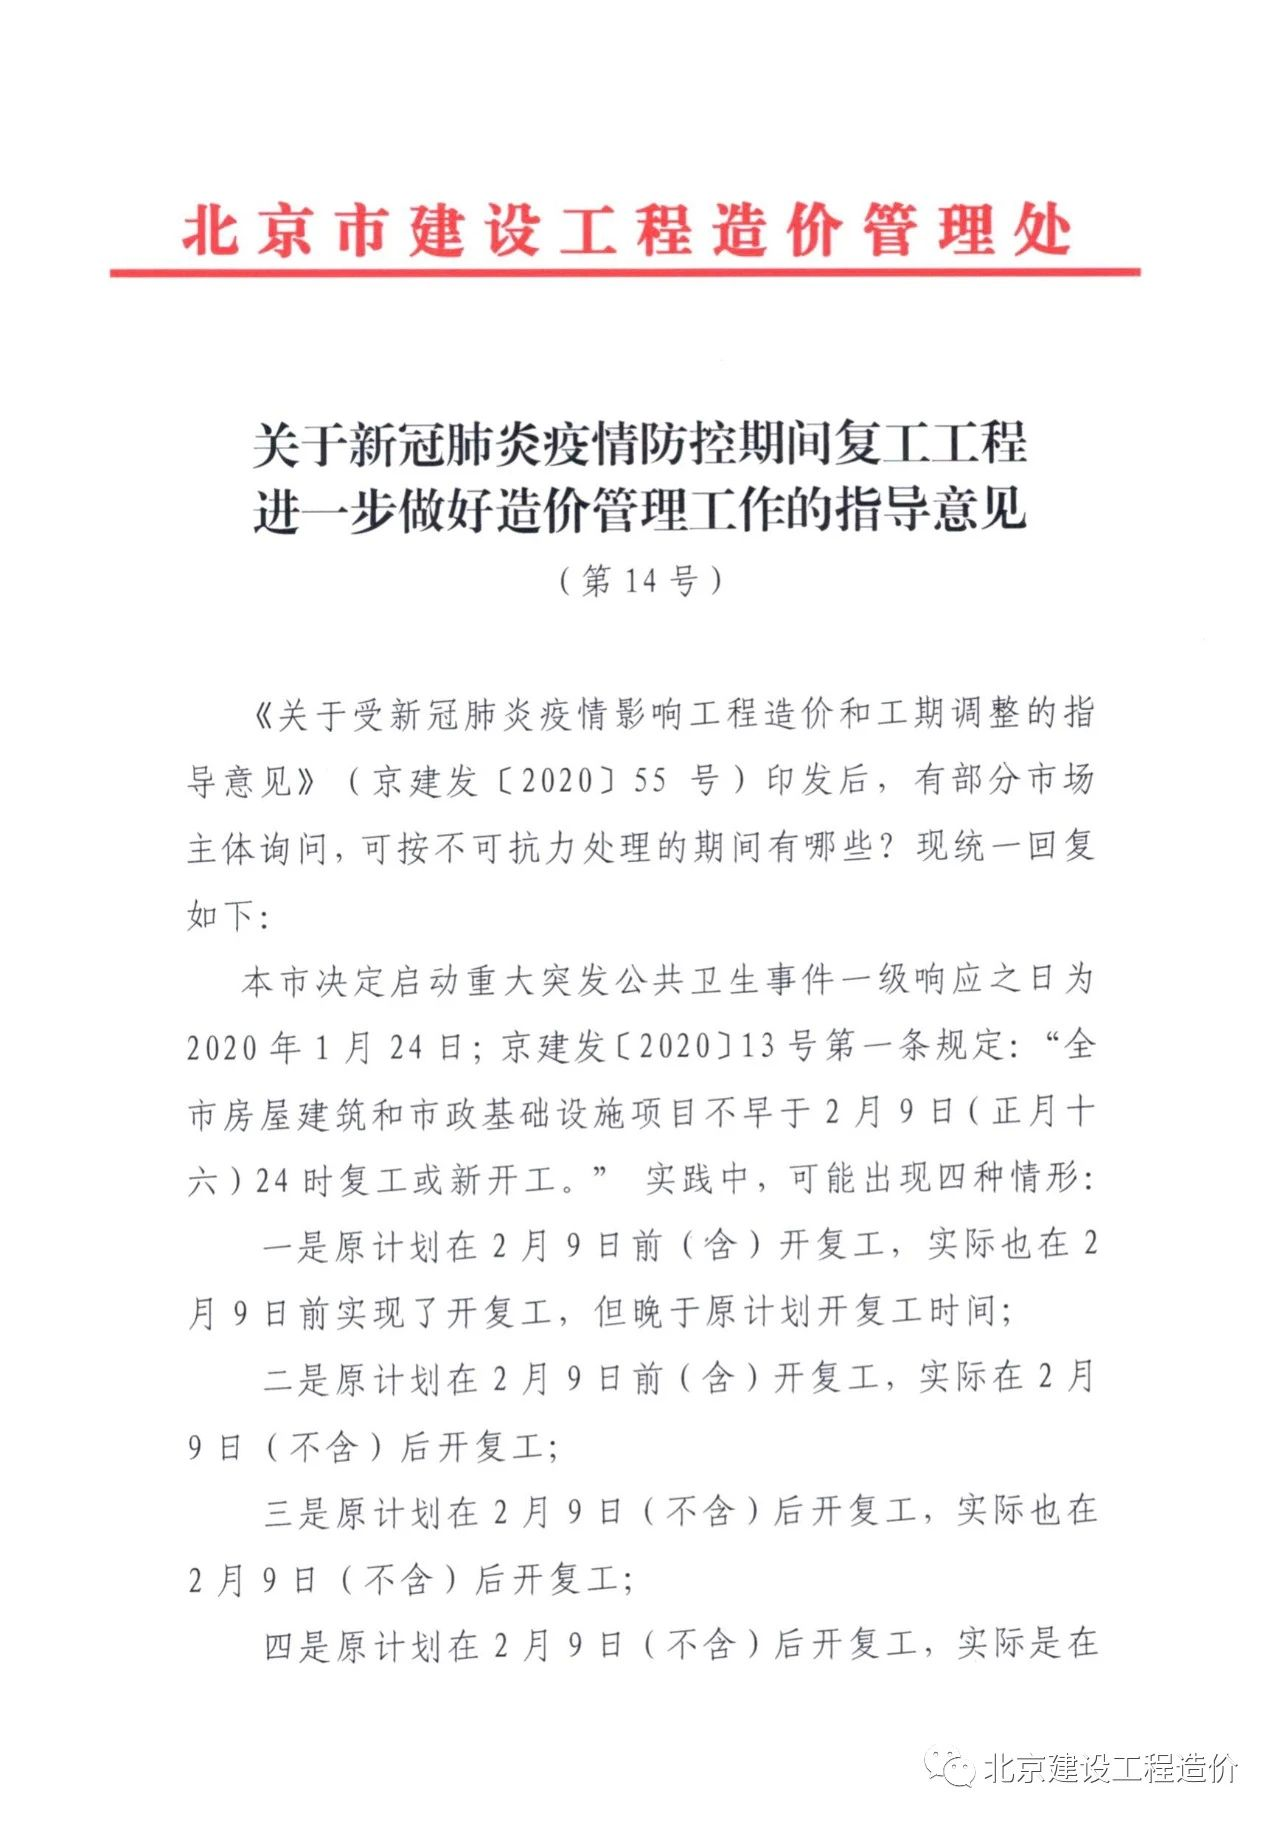 北京市建设工程造价管理处
关于新冠肺炎疫情防控期间复工工程
进一步做好造价管理工作的指导意见
（第14号）
《关于受新冠肺炎疫情影响工程造价和工期调整的指
导意见》（京建发〔2020〕55 号）印发后，有部分市场
主体询问，可按不可抗力处理的期间有哪些？现统一回复
如下：
本市决定启动重大突发公共卫生事件一级响应之日为
2020年1月24日；京建发〔2020〕13号第一条规定：“全
市房屋建筑和市政基础设施项目不早于2月9日（正月十
六）24时复工或新开工。” 实践中，可能出现四种情形：
一是原计划在2月9日前（含）开复工，实际也在2
月9日前实现了开复工，但晚于原计划开复工时间；
二是原计划在2月9日前（含）开复工，实际在2月
9日（不含）后开复工；
三是原计划在2月9日（不含）后开复工，实际也在
2月9日（不含）后开复工；
四是原计划在2月9日（不含）后开复工，实际是在
北京建设工程造价